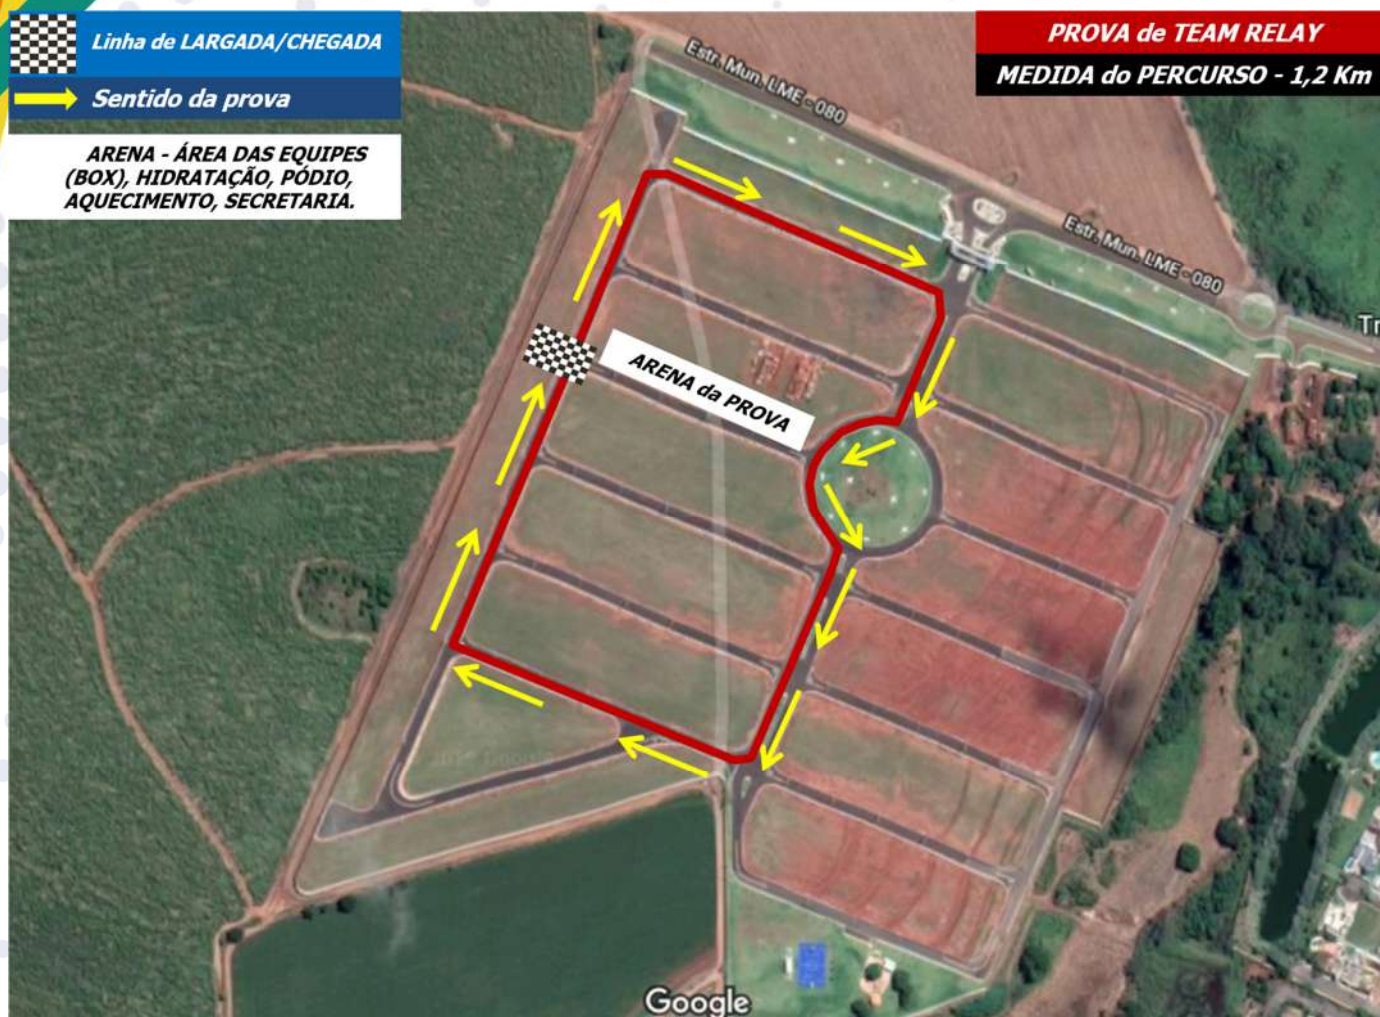 Linha de LARGADA/CHEGADA
Sentido da prova
ARENA - ÁREA DAS EQUIPES
(BOX), HIDRATAÇÃO, PÓDIO,
AQUECIMENTO, SECRETARIA.
PROVA de TEAM RELAY
MEDIDA do PERCURSO - 1,2 Km
Estr. Mun. LME - 080
Estr. Mun. LME - 080
Tr
ARENA da PROVA
Google